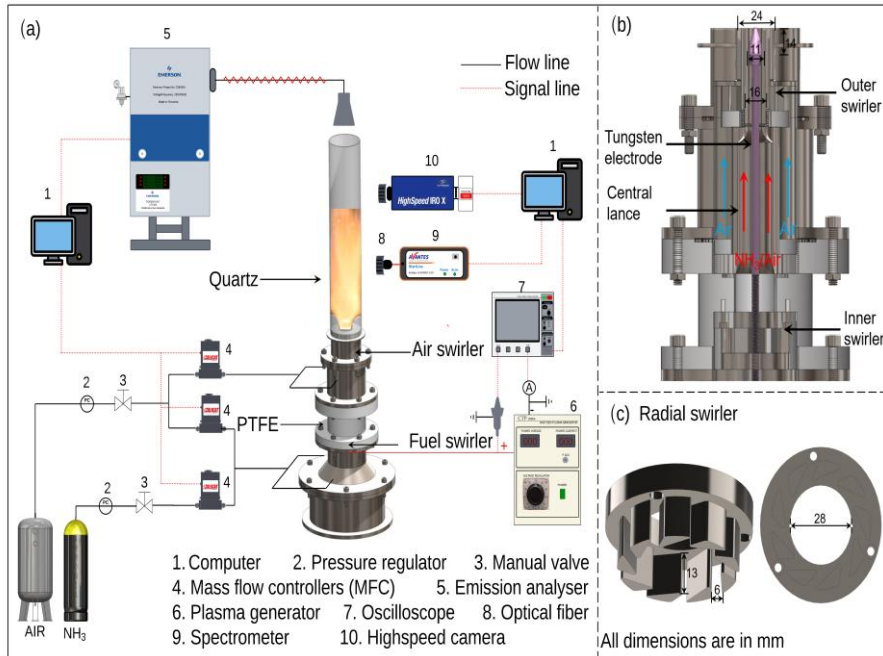 (a)
5
EMERSON
Flow line
Signal line
1
10
1
HighSpeed IRO X
8
9
AVANTES
Quartz
7
4
Air swirler
2
3
A
6
4
PTFE
Fuel swirler
+
-
2
3
4
AIR
NH3
1. Computer 2. Pressure regulator 3. Manual valve
4. Mass flow controllers (MFC) 5. Emission analyser
6. Plasma generator 7. Oscilloscope 8. Optical fiber
9. Spectrometer 10. Highspeed camera
(b)
24
14
11
16
Outer
swirler
Tungsten
electrode
Central
lance
Air
Air
NH3/Air
Inner
swirler
(c) Radial swirler
28
13
6
All dimensions are in mm